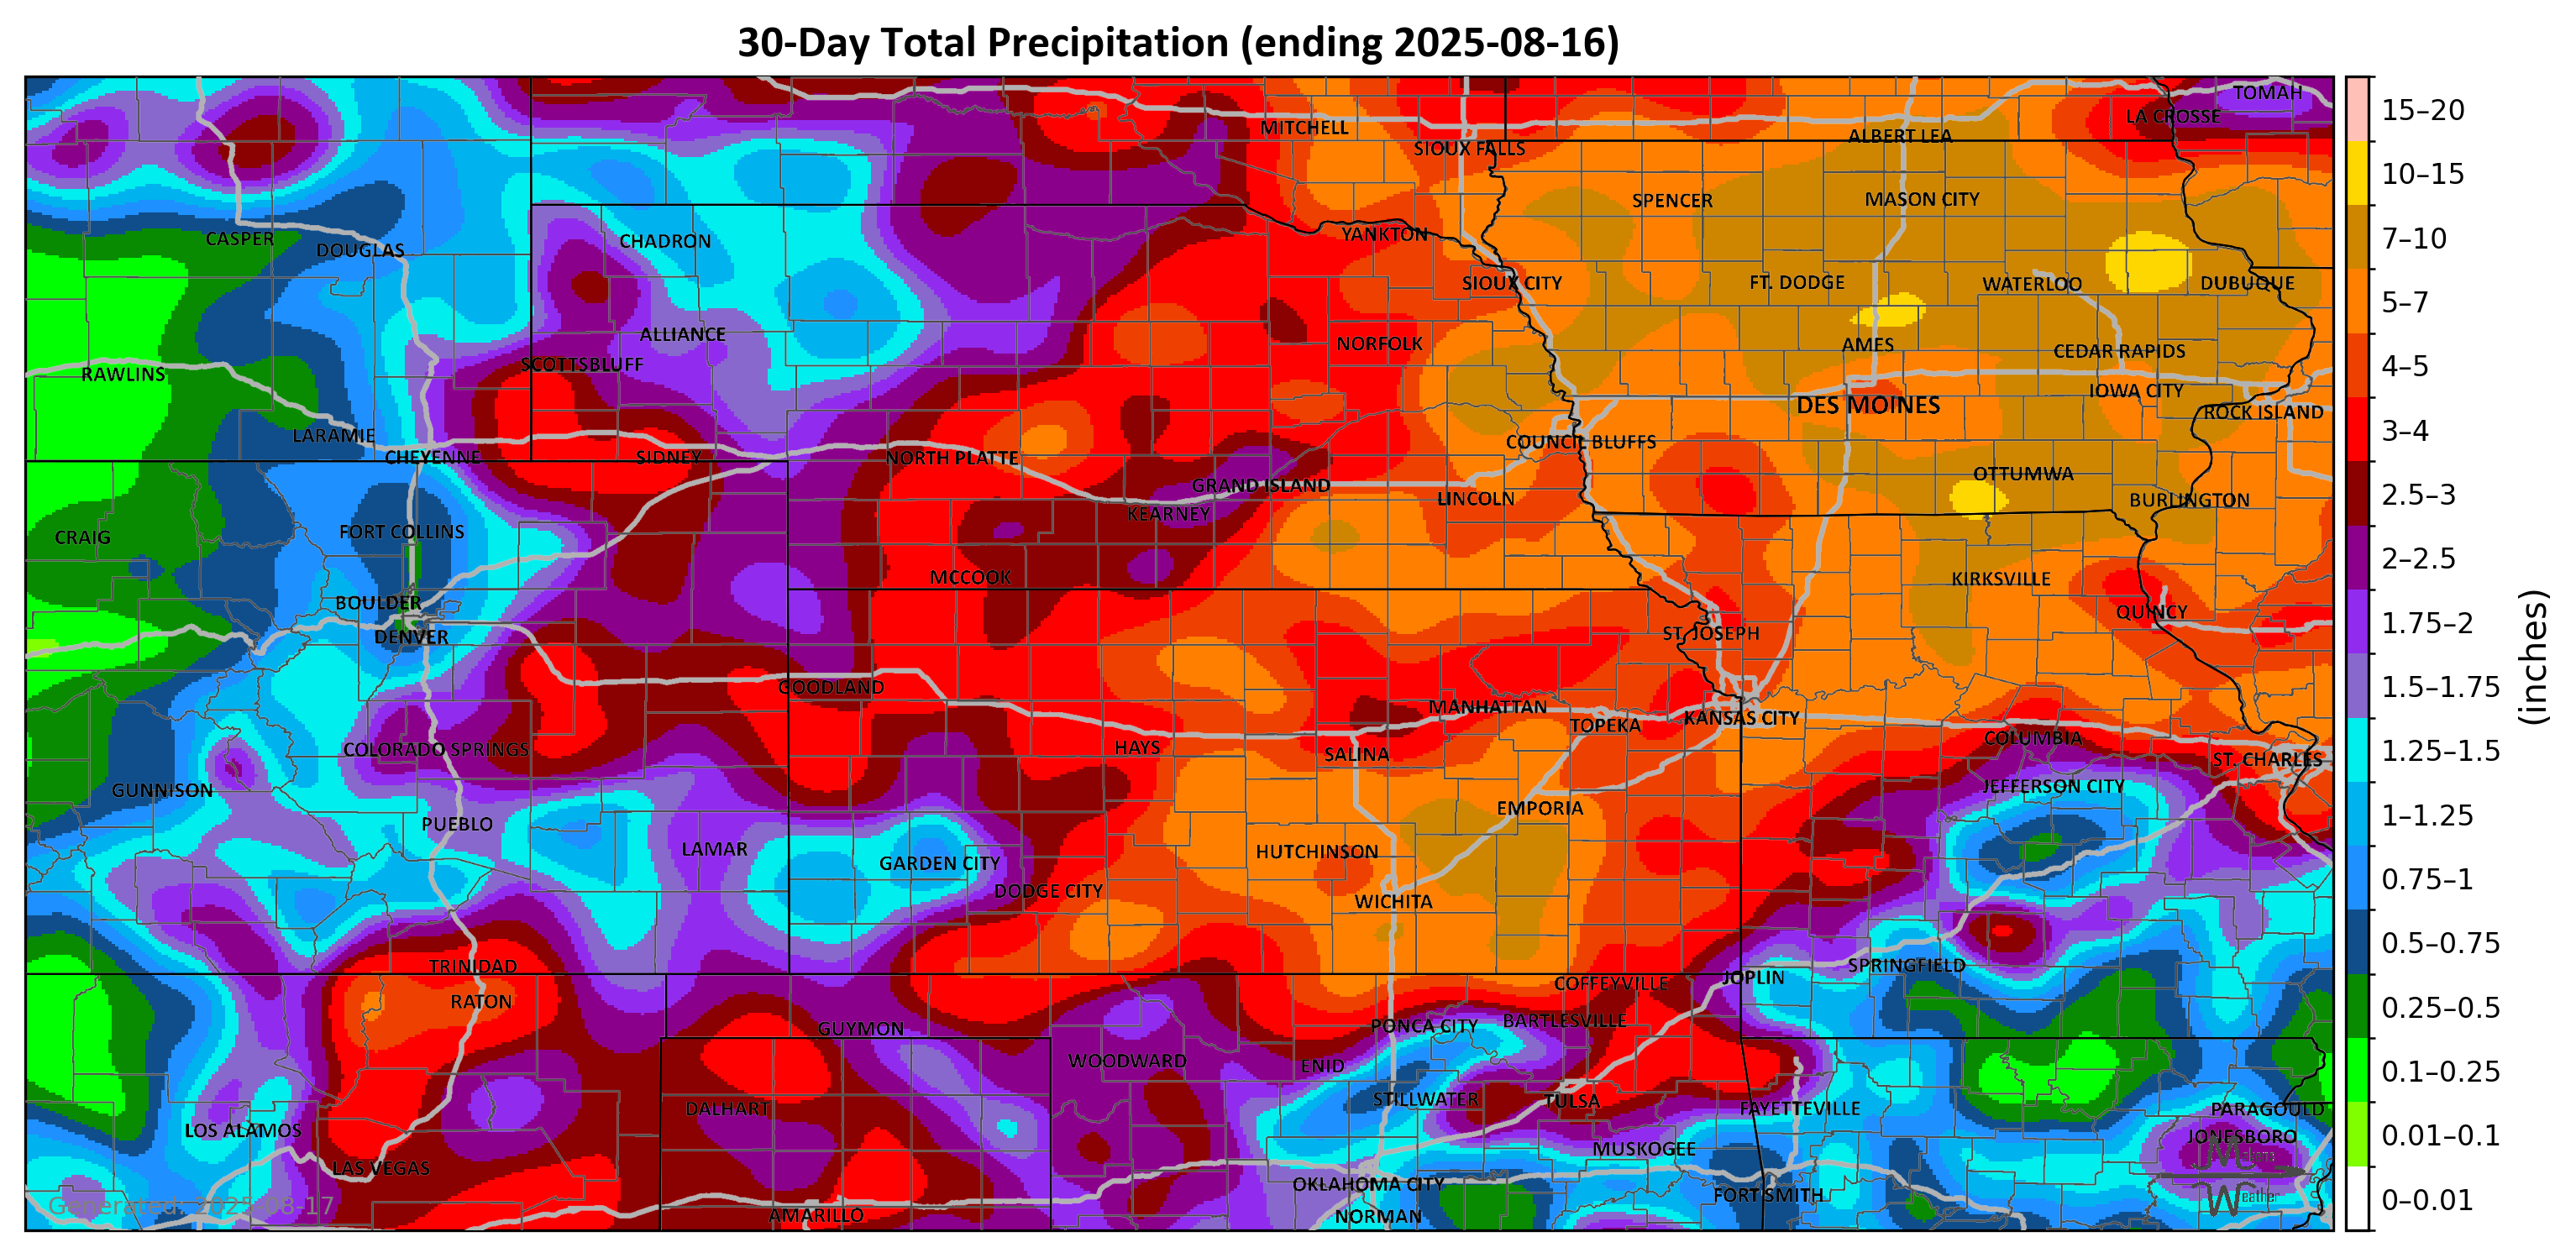 30-Day Total Precipitation (ending 2025-08-16)
TOMAH
LA CROSSE
MITCHELL
ALBERT LEA
SIOUX FALLS
SPENCER
MASON CITY
YANKTON
CASPER
CHADRON
DOUGLAS
SIOUX CITY
FT. DODGE
WATERLOO
DUBUQUE
ALLIANCE
NORFOLK
AMES
CEDAR RAPIDS
SCOTTSBLUFF
RAWLINS
IOWA CITY
DES MOINES
ROCK ISLAND
LARAMIE
COUNCIL BLUFFS
CHEYENNE
SIDNEY
NORTH PLATTE
OTTUMWA
GRAND ISLAND
LINCOLN
BURLINGTON
KEARNEY
FORT COLLINS
CRAIG
MCCOOK
KIRKSVILLE
BOULDER
QUINCY
DENVER
ST. JOSEPH
GOODLAND
MANHATTAN
TOPEKA
KANSAS CITY
COLUMBIA
COLORADO SPRINGS
HAYS
SALINA
ST. CHARLES
GUNNISON
JEFFERSON CITY
EMPORIA
PUEBLO
LAMAR
HUTCHINSON
GARDEN CITY
DODGE CITY
WICHITA
TRINIDAD
SPRINGFIELD
JOPLIN
COFFEYVILLE
RATON
GUYMON
PONCA CITY
BARTLESVILLE
WOODWARD
ENID
STILLWATER
TULSA
DALHART
FAYETTEVILLE
PARAGOULD
LOS ALAMOS
JONESBORO
MUSKOGEE
LAS VEGAS
OKLAHOMA CITY
FORT SMITH
AMARILLO
NORMAN
Generated: 2025-08-17
Weather
15–20
10–15
7–10
5–7
4–5
3–4
2.5–3
2–2.5
1.75–2
1.5–1.75
1.25–1.5
1–1.25
0.75–1
0.5–0.75
0.25–0.5
0.1–0.25
0.01–0.1
0–0.01
(inches)